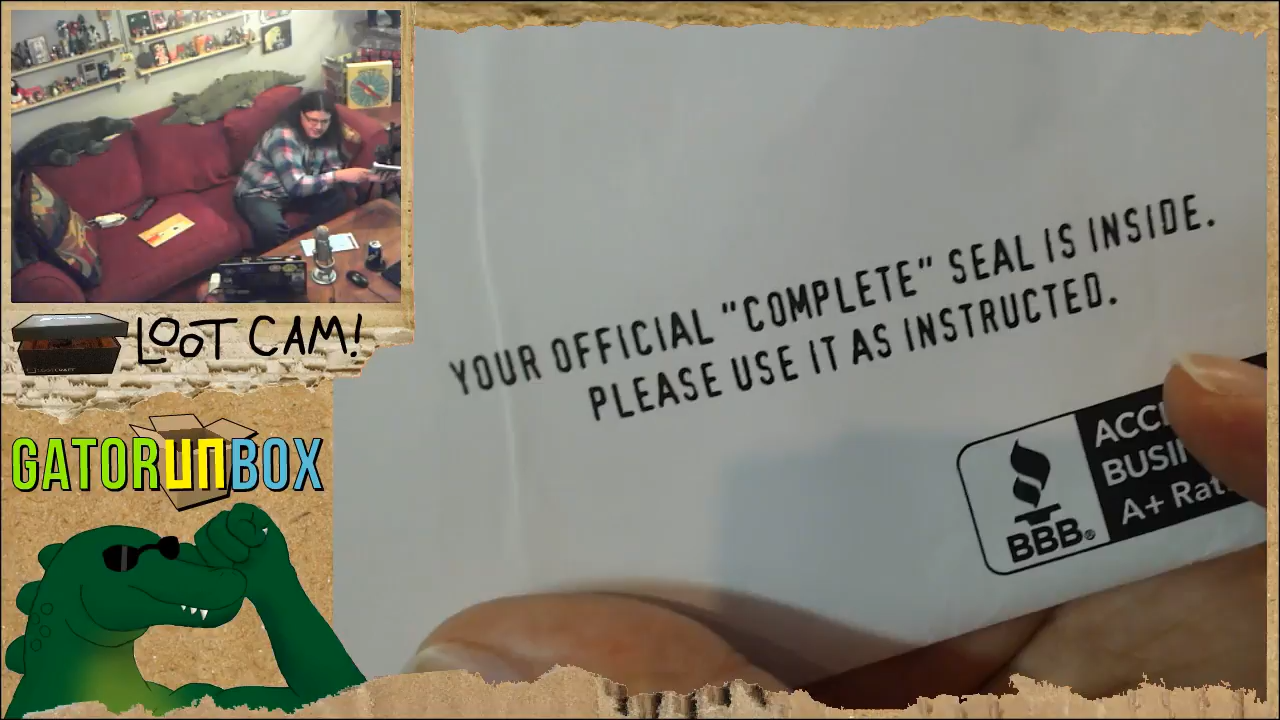 LOOT CAM!
GATORUNBOX
YOUR OFFICIAL "COMPLETE" SEAL IS INSIDE.
PLEASE USE IT AS INSTRUCTED.
BBB®
A+